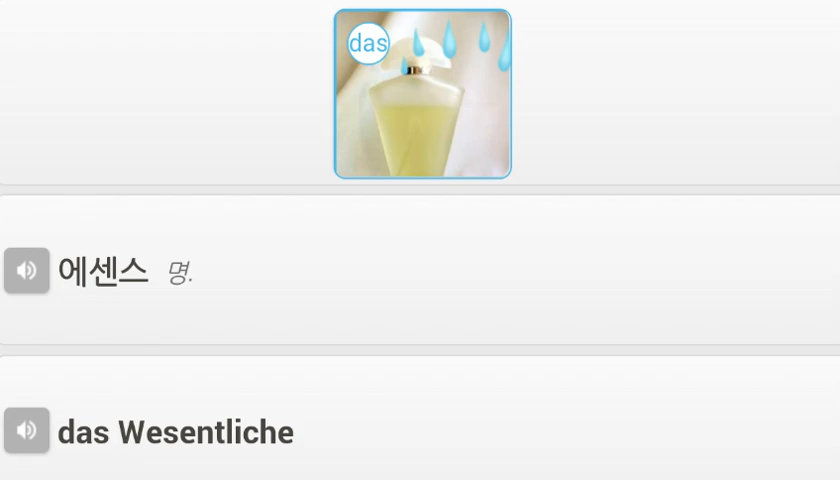 das
에센스 명.
das Wesentliche